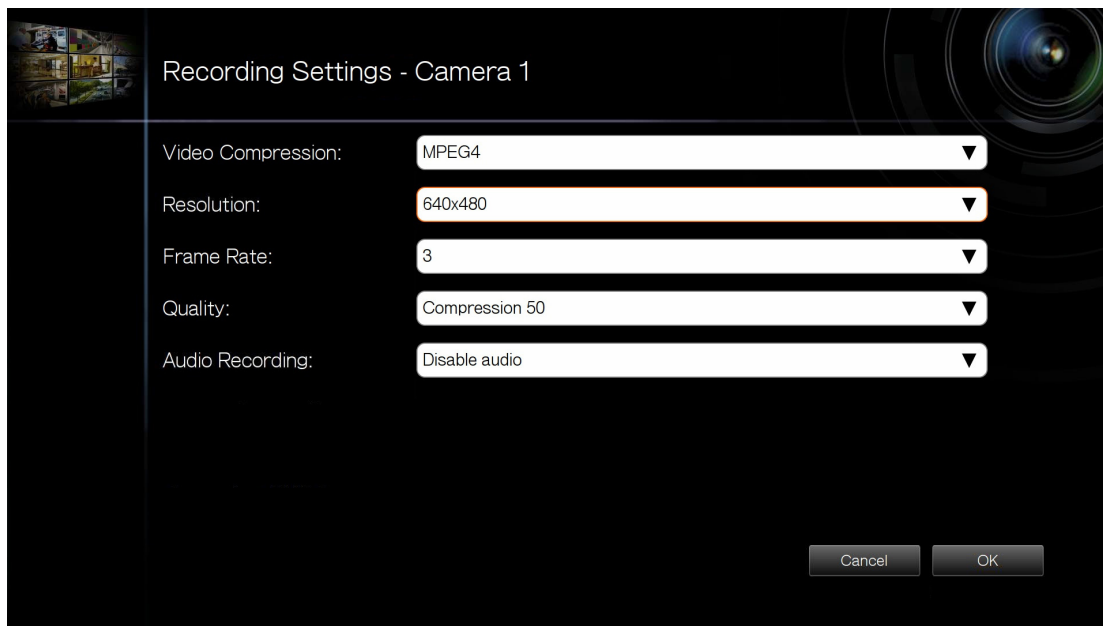 Recording Settings - Camera 1
Video Compression: MPEG4
Resolution: 640x480
Frame Rate: 3
Quality: Compression 50
Audio Recording: Disable audio
Cancel OK